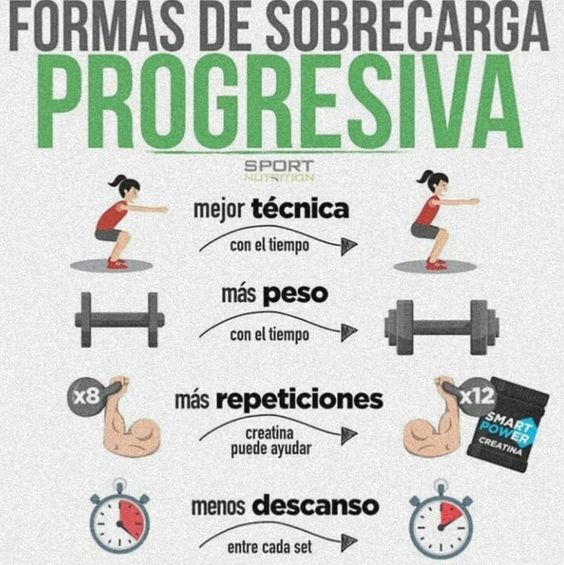 FORMAS DE SOBRECARGA
PROGRESIVA
SPORT
NUTRITION
mejor técnica
con el tiempo
más peso
con el tiempo
x8
más repeticiones
x12
creatina
puede ayudar
SMART
POWER
CREATINA
menos descanso
entre cada set